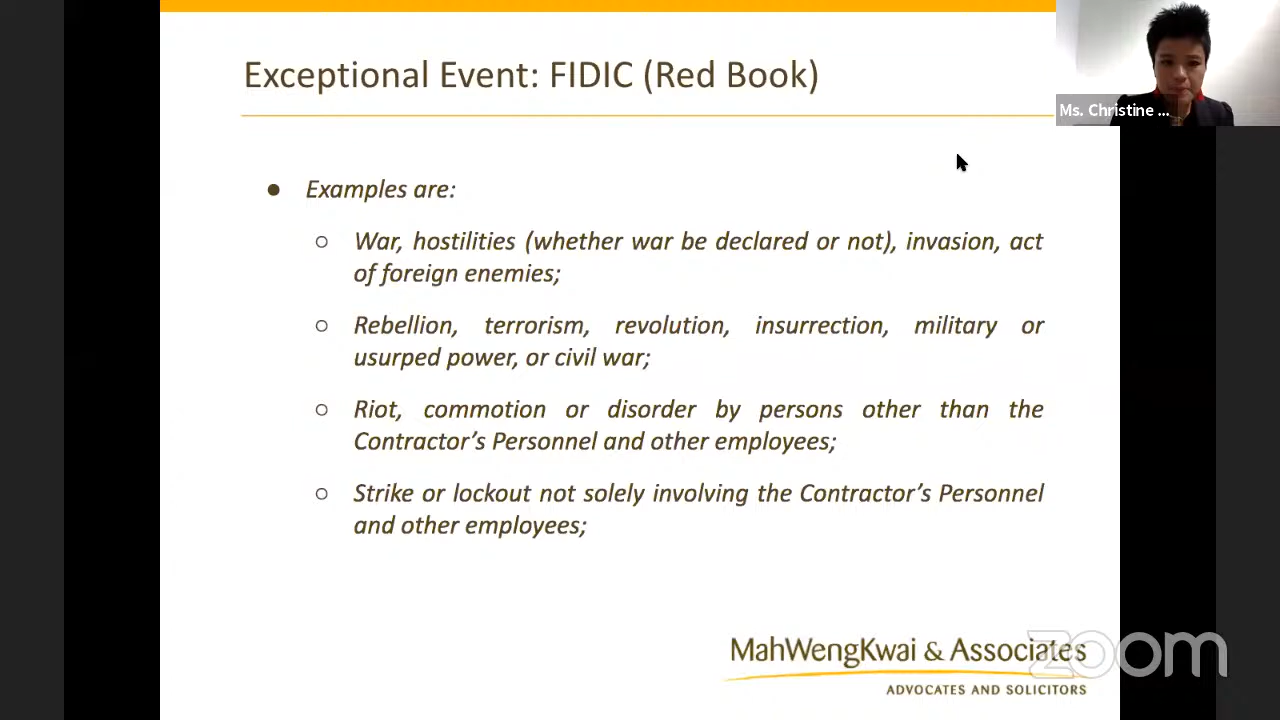 Exceptional Event: FIDIC (Red Book)
Ms. Christine ...
● Examples are:
○ War, hostilities (whether war be declared or not), invasion, act
of foreign enemies;
○ Rebellion, terrorism, revolution, insurrection, military or
usurped power, or civil war;
○ Riot, commotion or disorder by persons other than the
Contractor's Personnel and other employees;
○ Strike or lockout not solely involving the Contractor's Personnel
and other employees;
MahWengKwai & Associates
ADVOCATES AND SOLICITORS
zoom